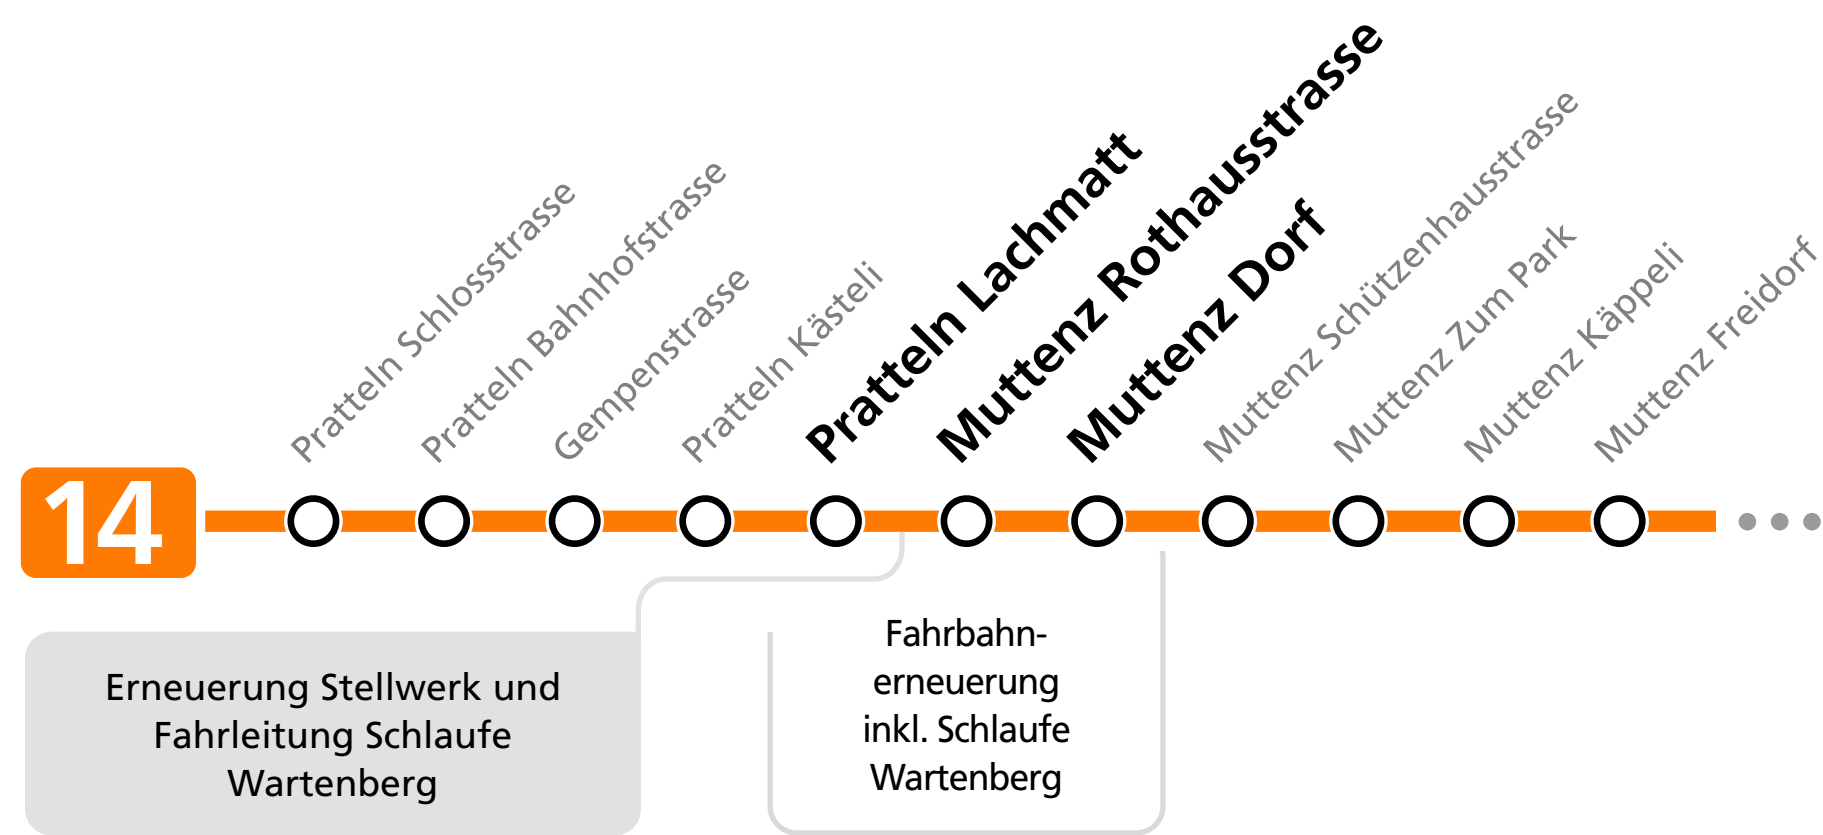 14
Pratteln Schlossstrasse
Pratteln Bahnhofstrasse
Gempenstrasse
Pratteln Kästeli
Pratteln Lachmatt
Muttenz Rothausstrasse
Muttenz Dorf
Muttenz Schützenhausstrasse
Muttenz Zum Park
Muttenz Käppeli
Muttenz Freidorf
Erneuerung Stellwerk und
Fahrleitung Schlaufe
Wartenberg
Fahrbahn-
erneuerung
inkl. Schlaufe
Wartenberg